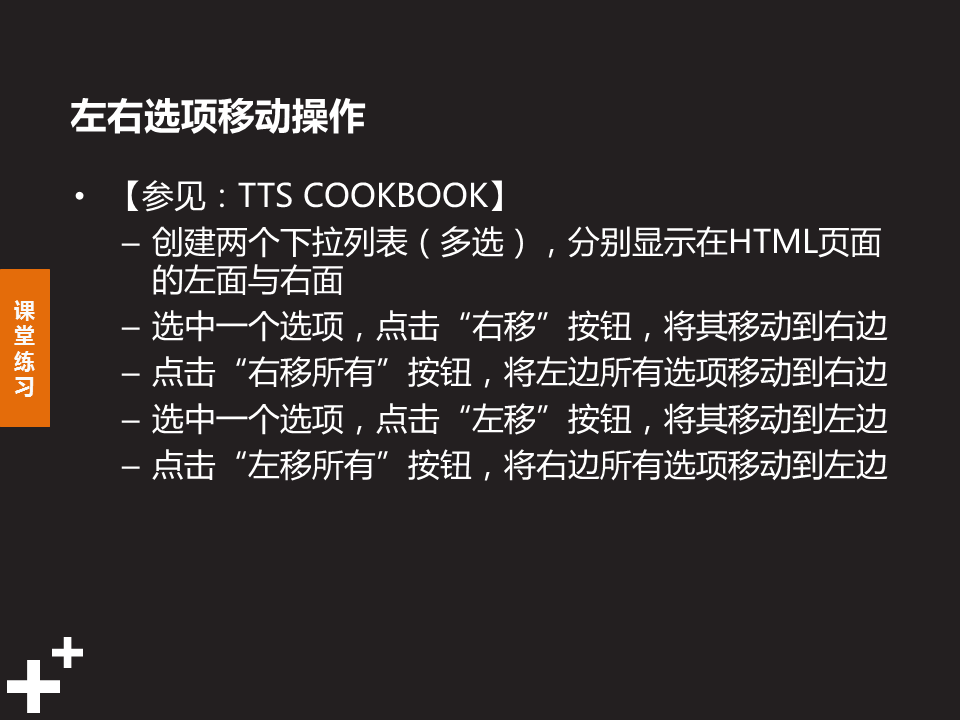 左右选项移动操作
• 【参见：TTS COOKBOOK】
– 创建两个下拉列表（多选），分别显示在HTML页面
的左面与右面
– 选中一个选项，点击“右移”按钮，将其移动到右边
– 点击“右移所有”按钮，将左边所有选项移动到右边
– 选中一个选项，点击“左移”按钮，将其移动到左边
– 点击“左移所有”按钮，将右边所有选项移动到左边
课
堂
练
习